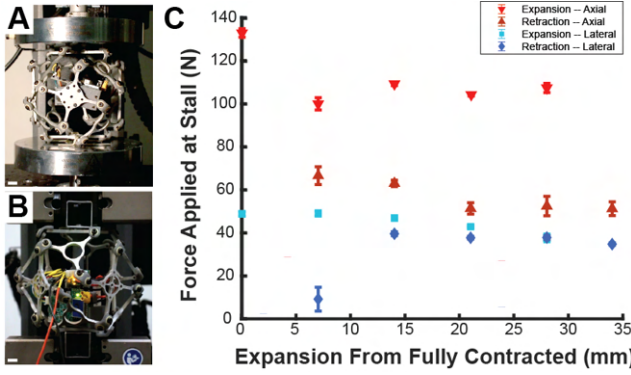 A
B
C
Expansion -- Axial
Retraction -- Axial
Expansion -- Lateral
Retraction -- Lateral
Force Applied at Stall (N)
140
120
100
80
60
40
20
0
0 5 10 15 20 25 30 35
Expansion From Fully Contracted (mm)